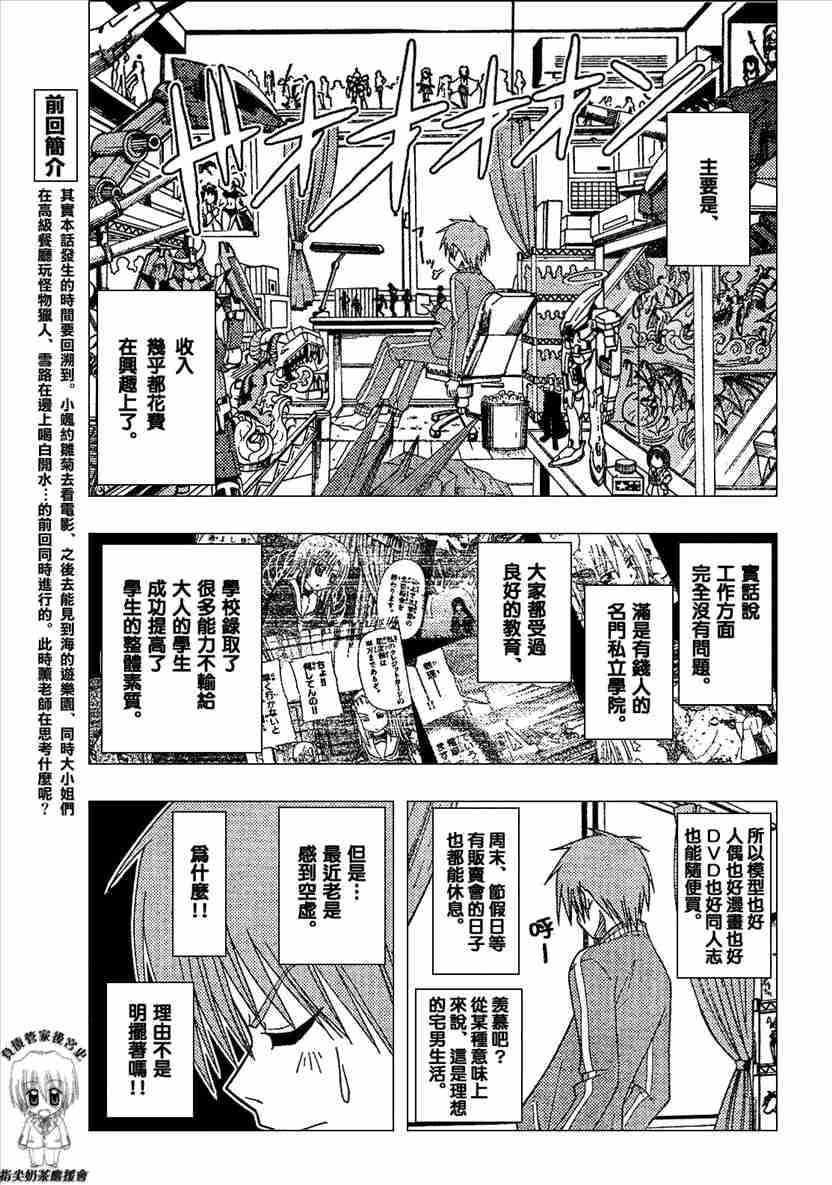 前回簡介
其實本話發生的時間要回溯到。小颯約雛菊去看電影、之後去能見到海的遊樂園、同時大小姐們
在高級餐廳玩怪物獵人、雪路在邊上喝白開水…的前回同時進行的。此時薰老師在思考什麼呢？
主要是、
收入
幾乎都花費
在興趣上了。
實話說
工作方面
完全沒有問題。
滿是有錢人的
名門私立學院。
大家都受過
良好的教育、
學校錄取了
很多能力不輸給
大人的學生
成功提高了
學生的整體素質。
所以模型也好
人偶也好漫畫也好
DVD也好同人志
也能隨便買。
周末、節假日等
有販賣會的日子
也都能休息。
呼ー
羨慕吧？
從某種意味上
來說、這是理想
的宅男生活。
但是…
最近老是
感到空虛。
爲什麼!!
理由不是
明擺著嗎!!
負債管家後宮史
指尖奶茶應援會